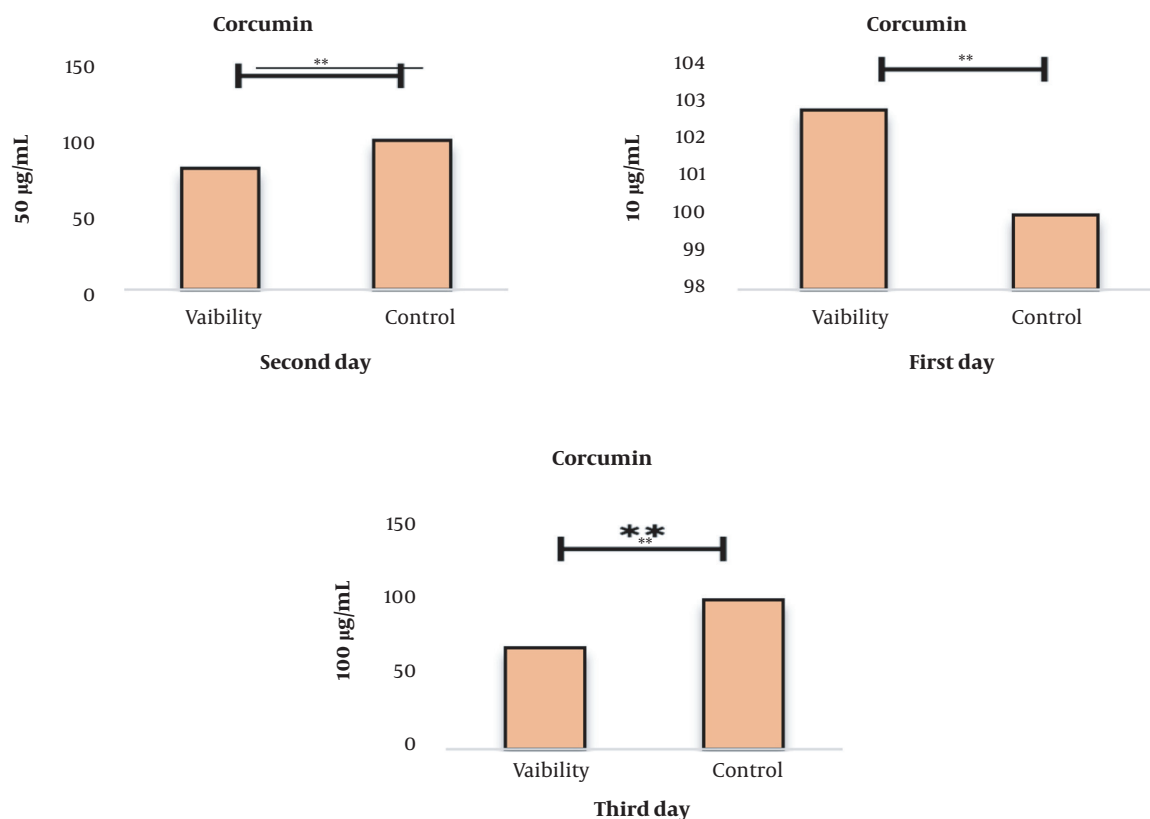 Corcumin
**
150
100
50
0
50 µg/mL
Vaibility Control
Second day
Corcumin
**
104
103
102
101
100
99
98
10 µg/mL
Vaibility Control
First day
Corcumin
**
**
150
100
50
0
100 µg/mL
Vaibility Control
Third day